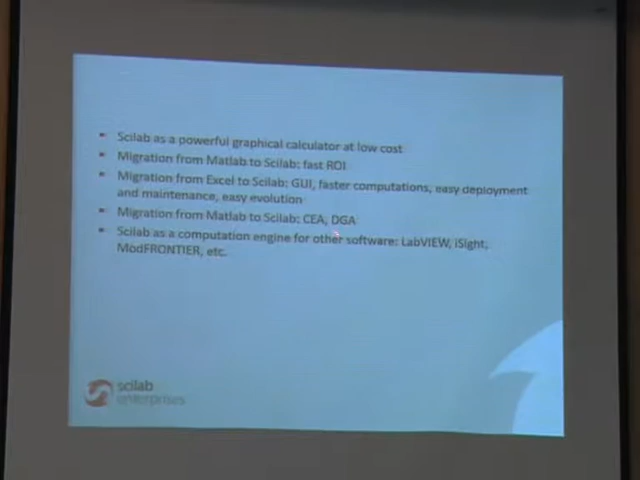 Scilab as a powerful graphical calculator at low cost
Migration from Matlab to Scilab: fast ROI
Migration from Excel to Scilab: GUI, faster computations, easy deployment
and maintenance, easy evolution
Migration from Matlab to Scilab: CEA, DGA
Scilab as a computation engine for other software: LabVIEW, iSight,
ModFRONTIER, etc.
scilab
enterprises